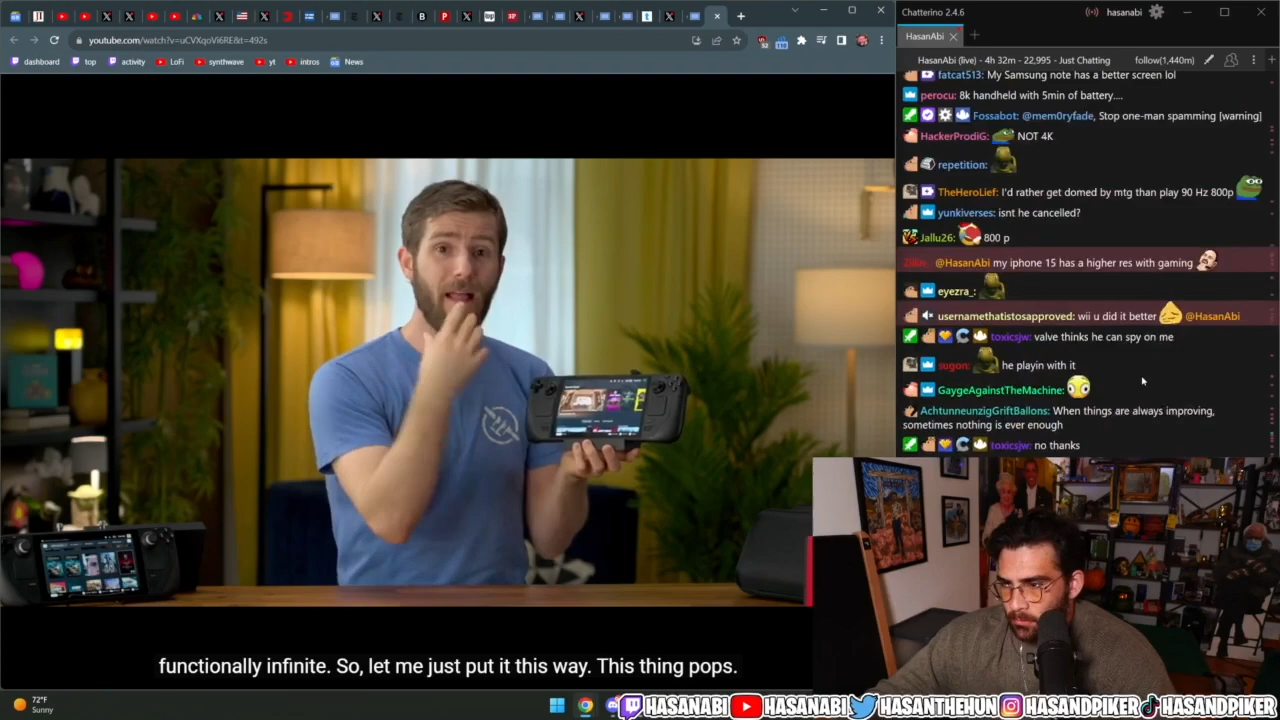 youtube.com/watch?v=uCVXqoVi6RE&t=492s
dashboard top activity LoFi synthwave yt intros News
functionally infinite. So, let me just put it this way. This thing pops.
72°F
Sunny
Chatterino 2.4.6
hasanabi
HasanAbi
HasanAbi (live) - 4h 32m - 22,995 - Just Chatting follow(1,440m)
fatcat513: My Samsung note has a better screen lol
perocu: 8k handheld with 5min of battery....
Fossabot: @mem0ryfade, Stop one-man spamming [warning]
HackerProdiG: NOT 4K
repetition:
TheHeroLief: I'd rather get domed by mtg than play 90 Hz 800p
yunkiverses: isnt he cancelled?
Jallu26: 800 p
@HasanAbi my iphone 15 has a higher res with gaming
eyezra_:
usernamethatistosapproved: wii u did it better @HasanAbi
toxicsjw: valve thinks he can spy on me
sugon: he playin with it
GaygeAgainstTheMachine:
AchtunneunzigGriftBallons: When things are always improving,
sometimes nothing is ever enough
toxicsjw: no thanks
HASANABI HASANABI HASANTHEHUN HASANDPIKER HASANDPIKER